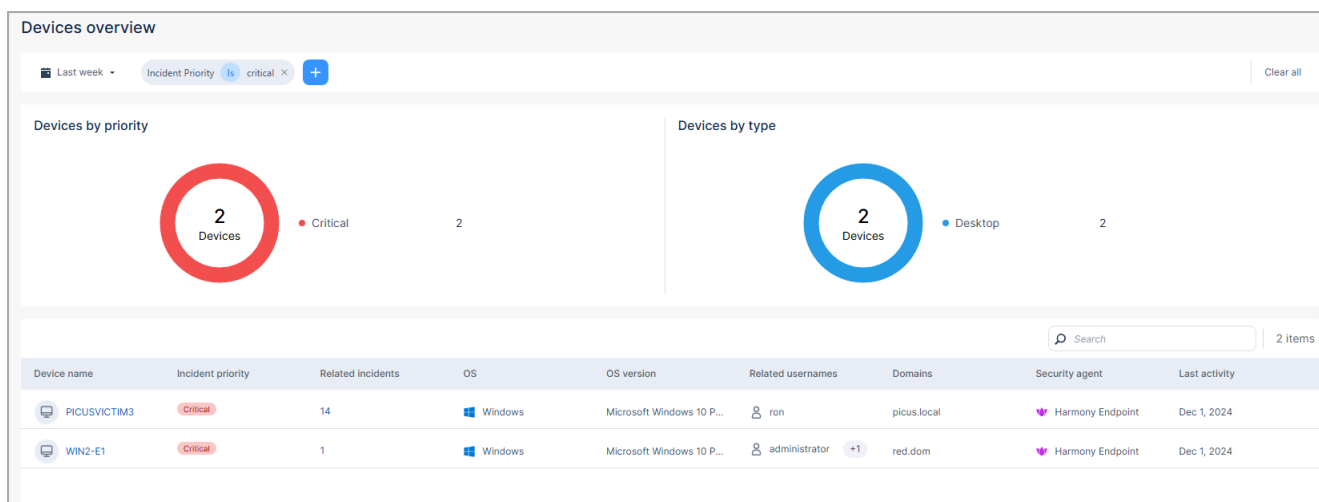 Devices overview
Last week
Incident Priority Is critical ×
+
Clear all
Devices by priority
2
Devices
Critical 2
Devices by type
2
Devices
Desktop 2
Search
2 items
Device name Incident priority Related incidents OS OS version Related usernames Domains Security agent Last activity
PICUSVICTIM3 Critical 14 Windows Microsoft Windows 10 P... ron picus.local Harmony Endpoint Dec 1, 2024
WIN2-E1 Critical 1 Windows Microsoft Windows 10 P... administrator +1 red.dom Harmony Endpoint Dec 1, 2024